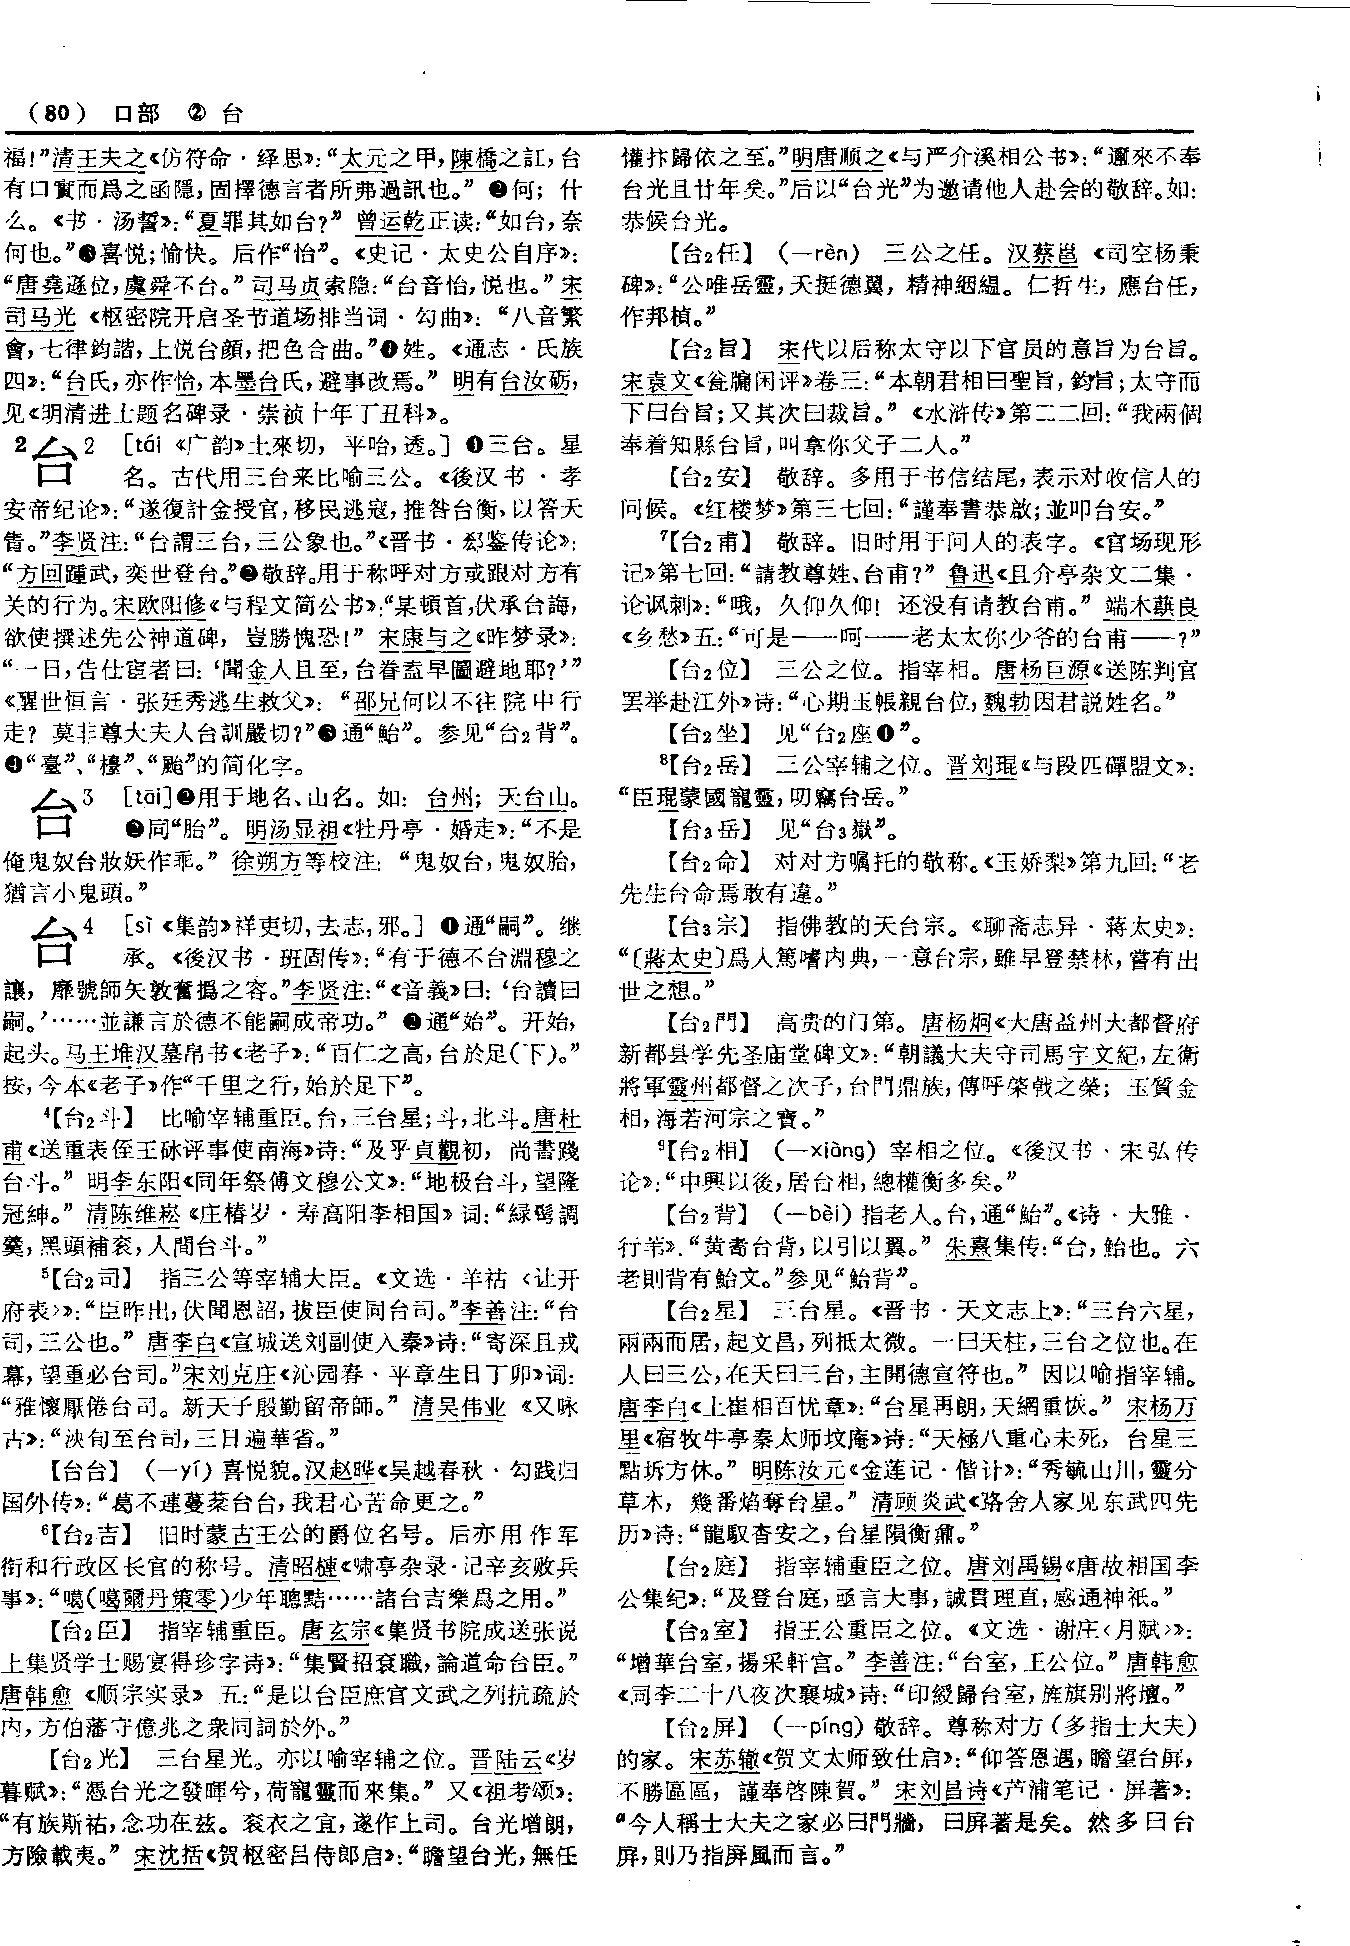 (80) 口部 ② 台
福!”清王夫之《仿符命·绎思》:“太元之甲,陳橋之訌,台
有口實而爲之函隱,固擇德言者所弗過訊也。” ❷何;什
么。《书·汤誓》:“夏罪其如台?” 曾运乾正读:“如台,奈
何也。”❸喜悦;愉快。后作“怡”。《史记·太史公自序》:
“唐堯遜位,虞舜不台。”司马贞索隐:“台音怡,悦也。”宋
司马光《枢密院开启圣节道场排当词·勾曲》:“八音繁
會,七律鈞諧,上悦台顔,把色合曲。”❹姓。《通志·氏族
四》:“台氏,亦作怡,本墨台氏,避事改焉。” 明有台汝砺,
见《明清进士题名碑录·崇祯十年丁丑科》。
2台2 [tái《广韵》土來切,平咍,透。] ❶三台。星
名。古代用三台来比喻三公。《後汉书·孝
安帝纪论》:“遂復計金授官,移民逃寇,推咎台衡,以答天
眚。”李贤注:“台謂三台,三公象也。”《晋书·郄鉴传论》:
“方回踵武,奕世登台。”❷敬辞。用于称呼对方或跟对方有
关的行为。宋欧阳修《与程文简公书》:“某頓首,伏承台誨,
欲使撰述先公神道碑,豈勝愧恐!” 宋康与之《昨梦录》:
“一日,告仕宦者曰:‘聞金人且至,台眷盍早圖避地耶?’”
《醒世恒言·张廷秀逃生救父》:“邵兄何以不往院中行
走?莫非尊大夫人台訓嚴切?”❸通“鮐”。参见“台2背”。
❹“臺”、“檯”、“颱”的简化字。
台3 [tāi]❶用于地名、山名。如:台州;天台山。
❷同“胎”。明汤显祖《牡丹亭·婚走》:“不是
俺鬼奴台妝妖作乖。” 徐朔方等校注:“鬼奴台,鬼奴胎,
猶言小鬼頭。”
台4 [sì《集韵》祥吏切,去志,邪。] ❶通“嗣”。继
承。《後汉书·班固传》:“有于德不台淵穆之
讓,靡號師矢敦奮撝之容。”李贤注:“《音義》曰:‘台讀曰
嗣。’……並謙言於德不能嗣成帝功。” ❷通“始”。开始,
起头。马王堆汉墓帛书《老子》:“百仁之高,台於足(下)。”
按,今本《老子》作“千里之行,始於足下”。
4【台2斗】 比喻宰辅重臣。台,三台星;斗,北斗。唐杜
甫《送重表侄王砅评事使南海》诗:“及乎貞觀初,尚書踐
台斗。” 明李东阳《同年祭傅文穆公文》:“地极台斗,望隆
冠紳。” 清陈维崧《庄椿岁·寿高阳李相国》词:“緑鬢調
羹,黑頭補衮,人間台斗。”
5【台2司】 指三公等宰辅大臣。《文选·羊祜〈让开
府表〉》:“臣昨出,伏聞恩詔,拔臣使同台司。”李善注:“台
司,三公也。” 唐李白《宣城送刘副使入秦》诗:“寄深且戎
幕,望重必台司。”宋刘克庄《沁园春·平章生日丁卯》词:
“雅懷厭倦台司。新天子殷勤留帝師。” 清吴伟业《又咏
古》:“浹旬至台司,三日遍華省。”
【台台】 (—yí)喜悦貌。汉赵晔《吴越春秋·勾践归
国外传》:“葛不連蔓棻台台,我君心苦命更之。”
6【台2吉】 旧时蒙古王公的爵位名号。后亦用作军
衔和行政区长官的称号。清昭梿《啸亭杂录·记辛亥败兵
事》:“噶(噶爾丹策零)少年聰黠……諸台吉樂爲之用。”
【台2臣】 指宰辅重臣。唐玄宗《集贤书院成送张说
上集贤学士赐宴得珍字诗》:“集賢招衮職,論道命台臣。”
唐韩愈《顺宗实录》五:“是以台臣庶官文武之列抗疏於
内,方伯藩守億兆之衆同詞於外。”
【台2光】 三台星光。亦以喻宰辅之位。晋陆云《岁
暮赋》:“憑台光之發暉兮,荷寵靈而來集。” 又《祖考颂》:
“有族斯祐,念功在兹。衮衣之宜,遂作上司。台光增朗,
方險載夷。” 宋沈括《贺枢密吕侍郎启》:“瞻望台光,無任
懽抃歸依之至。”明唐顺之《与严介溪相公书》:“邇來不奉
台光且廿年矣。”后以“台光”为邀请他人赴会的敬辞。如:
恭候台光。
【台2任】 (—rèn) 三公之任。汉蔡邕《司空杨秉
碑》:“公唯岳靈,天挺德翼,精神絪緼。仁哲生,應台任,
作邦楨。”
【台2旨】 宋代以后称太守以下官员的意旨为台旨。
宋袁文《瓮牖闲评》卷三:“本朝君相曰聖旨,鈞旨;太守而
下曰台旨;又其次曰裁旨。”《水浒传》第二二回:“我兩個
奉着知縣台旨,叫拿你父子二人。”
【台2安】 敬辞。多用于书信结尾,表示对收信人的
问候。《红楼梦》第三七回:“謹奉書恭啟;並叩台安。”
7【台2甫】 敬辞。旧时用于问人的表字。《官场现形
记》第七回:“請教尊姓、台甫?” 鲁迅《且介亭杂文二集·
论讽刺》:“哦,久仰久仰!还没有请教台甫。” 端木蕻良
《乡愁》五:“可是——呵——老太太你少爷的台甫——?”
【台2位】 三公之位。指宰相。唐杨巨源《送陈判官
罢举赴江外》诗:“心期玉帳親台位,魏勃因君説姓名。”
【台2坐】 见“台2座❶”。
8【台2岳】 三公宰辅之位。晋刘琨《与段匹磾盟文》:
“臣琨蒙國寵靈,叨竊台岳。”
【台3岳】 见“台3嶽”。
【台2命】 对对方嘱托的敬称。《玉娇梨》第九回:“老
先生台命焉敢有違。”
【台3宗】 指佛教的天台宗。《聊斋志异·蒋太史》:
“〔蔣太史〕爲人篤嗜内典,一意台宗,雖早登禁林,嘗有出
世之想。”
【台2門】 高贵的门第。唐杨炯《大唐益州大都督府
新都县学先圣庙堂碑文》:“朝議大夫守司馬宇文紀,左衛
將軍靈州都督之次子,台門鼎族,傳呼棨戟之榮;玉質金
相,海若河宗之寶。”
9【台2相】 (—xiàng) 宰相之位。《後汉书·宋弘传
论》:“中興以後,居台相,總權衡多矣。”
【台2背】 (—bèi)指老人。台,通“鮐”。《诗·大雅·
行苇》:“黄耇台背,以引以翼。” 朱熹集传:“台,鮐也。大
老則背有鮐文。”参见“鮐背”。
【台2星】 三台星。《晋书·天文志上》:“三台六星,
兩兩而居,起文昌,列抵太微。一曰天柱,三台之位也。在
人曰三公,在天曰三台,主開德宣符也。” 因以喻指宰辅。
唐李白《上崔相百忧章》:“台星再朗,天網重恢。” 宋杨万
里《宿牧牛亭秦太师坟庵》诗:“天極八重心未死,台星三
點坼方休。” 明陈汝元《金莲记·偕计》:“秀毓山川,靈分
草木,幾番焰奪台星。” 清顾炎武《路舍人家见东武四先
历》诗:“龍馭杳安之,台星隕衡鼐。”
【台2庭】 指宰辅重臣之位。唐刘禹锡《唐故相国李
公集纪》:“及登台庭,亟言大事,誠貫理直,感通神祇。”
【台2室】 指王公重臣之位。《文选·谢庄〈月赋〉》:
“增華台室,揚采軒宫。”李善注:“台室,王公位。”唐韩愈
《同李二十八夜次襄城》诗:“印綬歸台室,旌旗别將壇。”
【台2屏】 (—píng)敬辞。尊称对方(多指士大夫)
的家。宋苏辙《贺文太师致仕启》:“仰答恩遇,瞻望台屏,
不勝區區,謹奉啓陳賀。” 宋刘昌诗《芦浦笔记·屏著》:
“今人稱士大夫之家必曰門牆,曰屏著是矣。然多曰台
屏,則乃指屏風而言。”